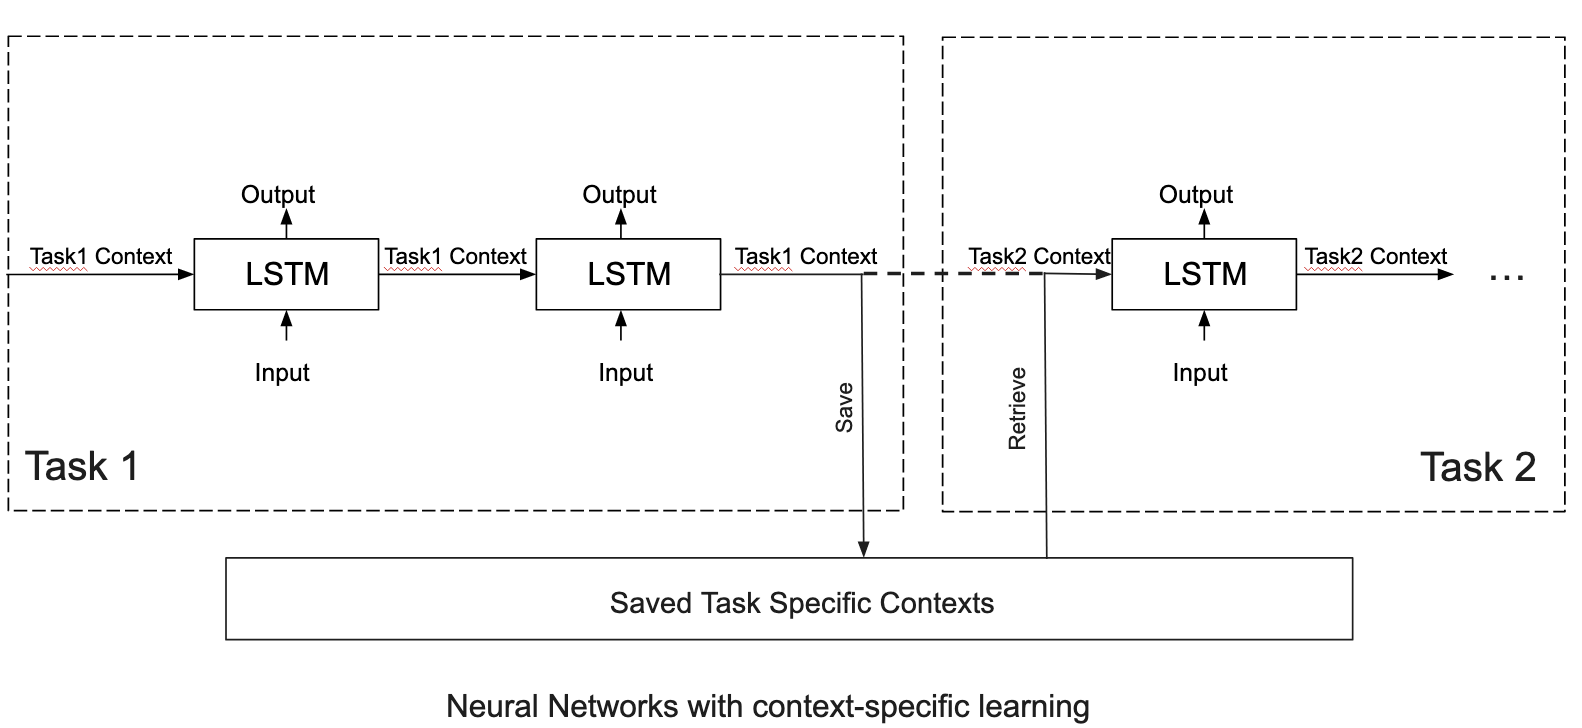 Output
Output
Output
Task1 Context
Task1 Context
Task1 Context
Task2 Context
Task2 Context
LSTM
LSTM
LSTM
...
Input
Input
Input
Save
Retrieve
Task 1
Task 2
Saved Task Specific Contexts
Neural Networks with context-specific learning